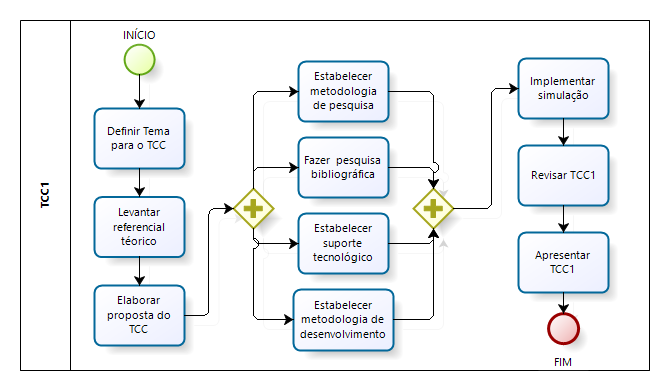 TCC1
INÍCIO
Definir Tema
para o TCC
Levantar
referencial
teórico
Elaborar
proposta do
TCC
Estabelecer
metodologia
de pesquisa
Fazer pesquisa
bibliográfica
Estabelecer
suporte
tecnológico
Estabelecer
metodologia de
desenvolvimento
Implementar
simulação
Revisar TCC1
Apresentar
TCC1
FIM